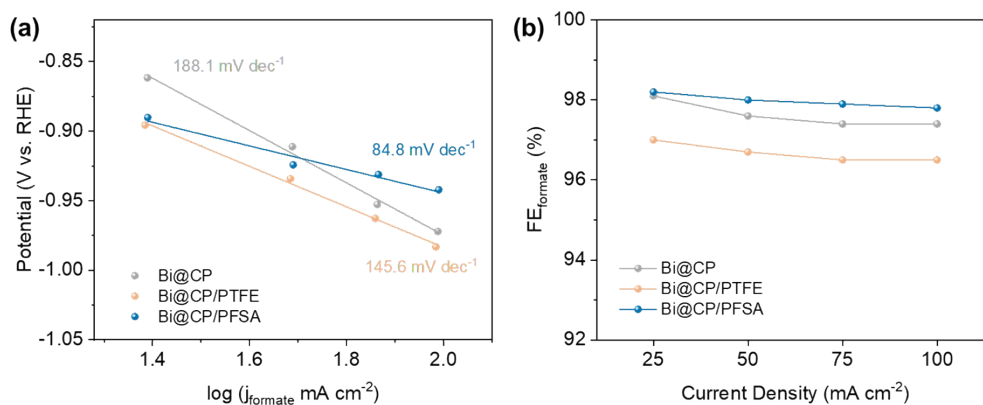 (a)
-0.85
-0.90
-0.95
-1.00
-1.05
Potential (V vs. RHE)
188.1 mV dec⁻¹
84.8 mV dec⁻¹
145.6 mV dec⁻¹
Bi@CP
Bi@CP/PTFE
Bi@CP/PFSA
1.4 1.6 1.8 2.0
log (jformate mA cm⁻²)
(b)
100
98
96
94
92
FEformate (%)
Bi@CP
Bi@CP/PTFE
Bi@CP/PFSA
25 50 75 100
Current Density (mA cm⁻²)